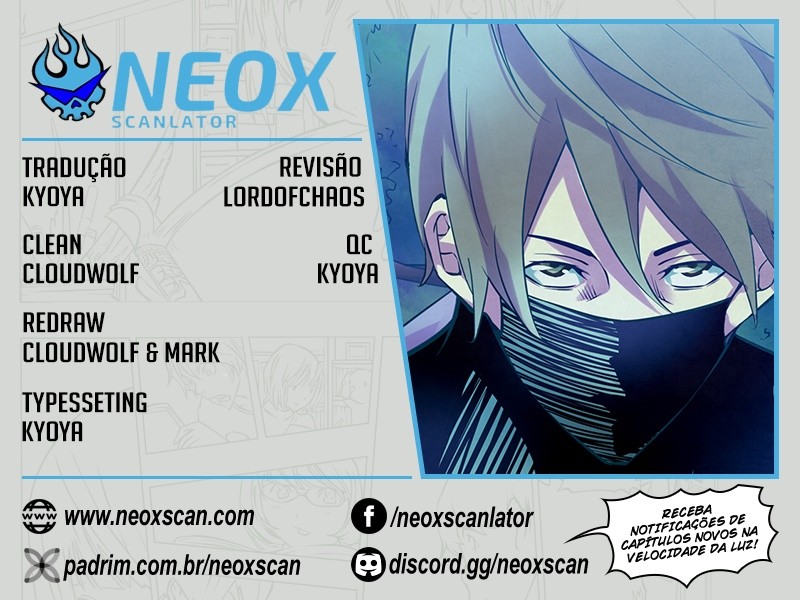 NEOX
SCANLATOR
TRADUÇÃO
KYOYA
REVISÃO
LORDOFCHAOS
CLEAN
CLOUDWOLF
QC
KYOYA
REDRAW
CLOUDWOLF & MARK
TYPESSETING
KYOYA
www.neoxscan.com
/neoxscanlator
padrim.com.br/neoxscan
discord.gg/neoxscan
RECEBA
NOTIFICAÇÕES DE
CAPÍTULOS NOVOS NA
VELOCIDADE DA LUZ!